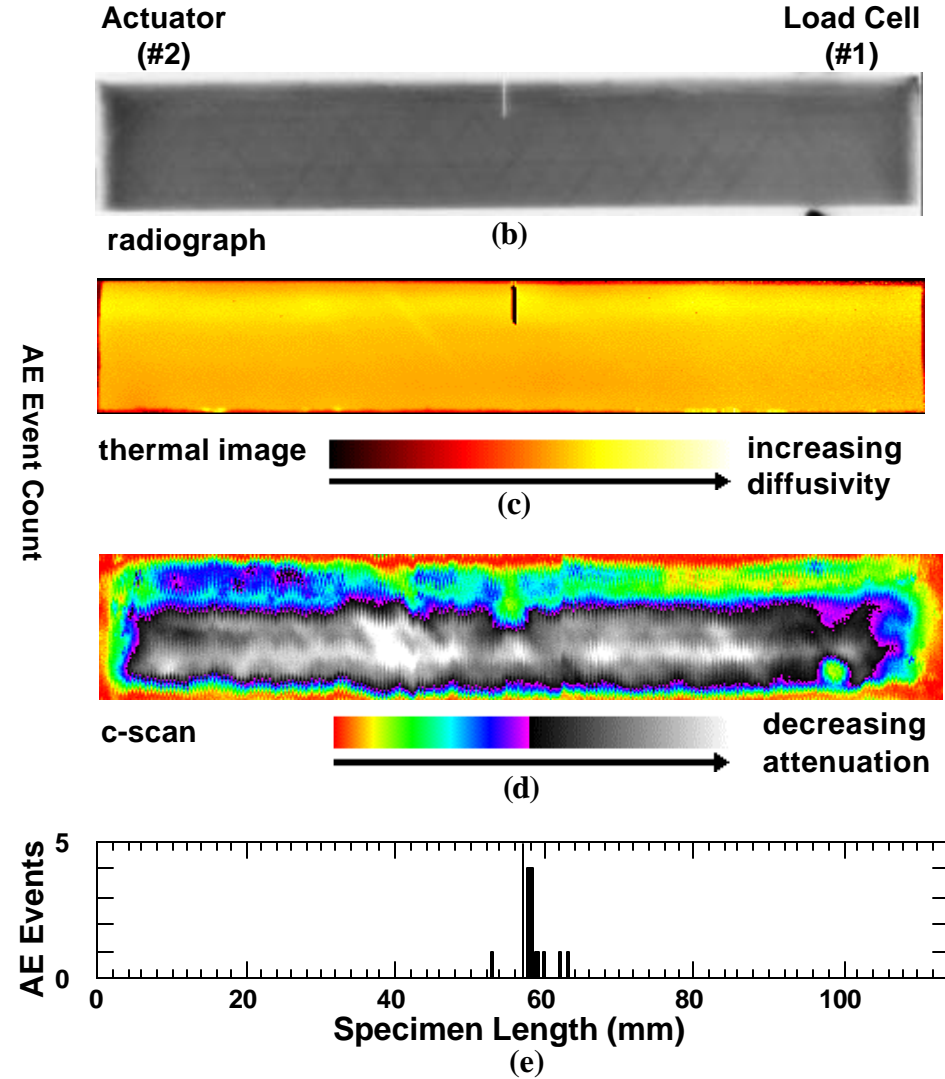 Actuator
(#2)
Load Cell
(#1)
radiograph
(b)
AE Event Count
thermal image
increasing
diffusivity
(c)
c-scan
decreasing
attenuation
(d)
AE Events
5
0
0 20 40 60 80 100
Specimen Length (mm)
(e)